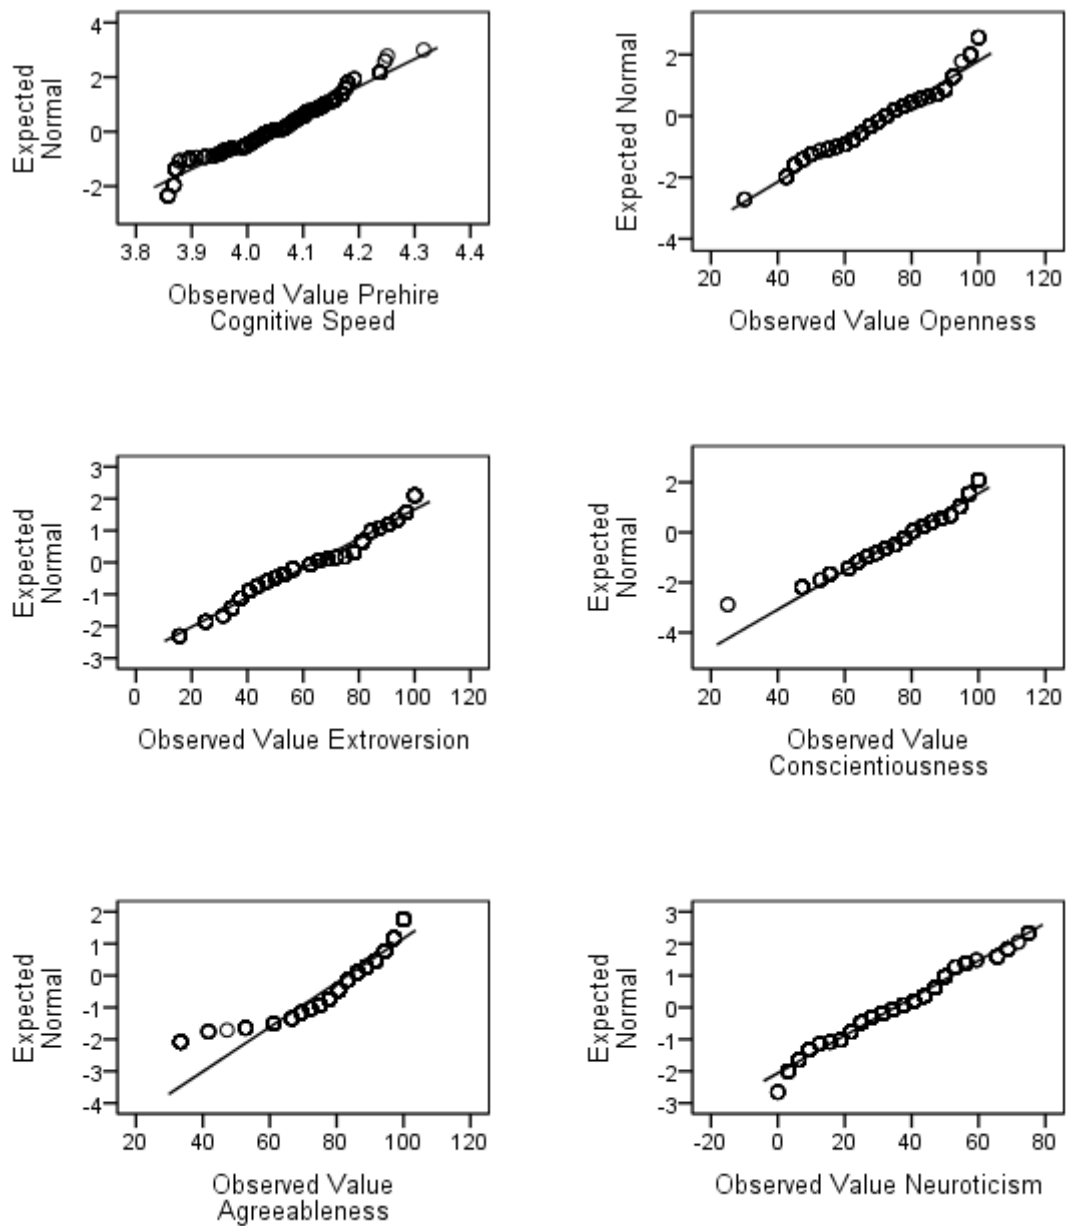 4
2
0
-2
Expected
Normal
3.8 3.9 4.0 4.1 4.2 4.3 4.4
Observed Value Prehire
Cognitive Speed
2
0
-2
-4
Expected Normal
20 40 60 80 100 120
Observed Value Openness
3
2
1
0
-1
-2
-3
Expected
Normal
0 20 40 60 80 100 120
Observed Value Extroversion
2
0
-2
-4
Expected
Normal
20 40 60 80 100 120
Observed Value
Conscientiousness
2
1
0
-1
-2
-3
-4
Expected
Normal
20 40 60 80 100 120
Observed Value
Agreeableness
3
2
1
0
-1
-2
-3
Expected
Normal
-20 0 20 40 60 80
Observed Value Neuroticism